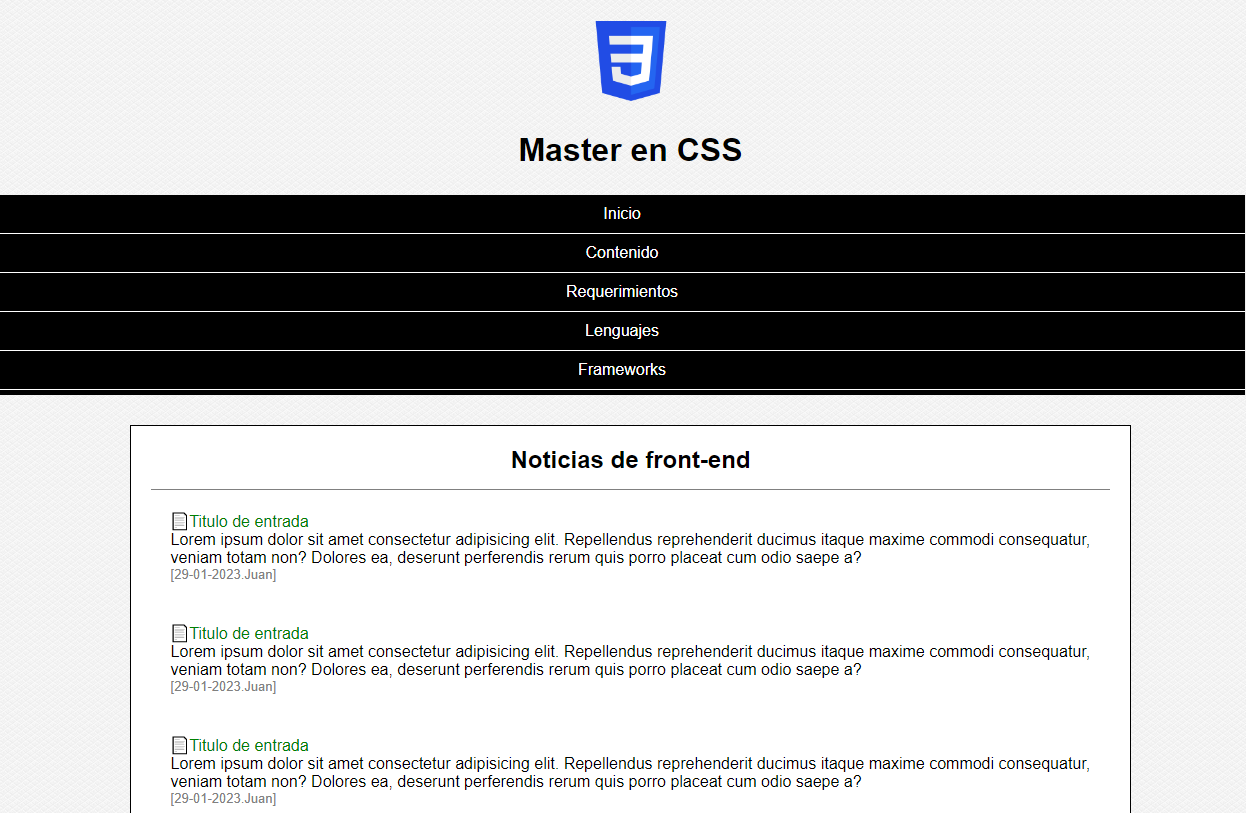 Master en CSS
Inicio
Contenido
Requerimientos
Lenguajes
Frameworks
Noticias de front-end
Titulo de entrada
Lorem ipsum dolor sit amet consectetur adipisicing elit. Repellendus reprehenderit ducimus itaque maxime commodi consequatur,
veniam totam non? Dolores ea, deserunt perferendis rerum quis porro placeat cum odio saepe a?
[29-01-2023.Juan]
Titulo de entrada
Lorem ipsum dolor sit amet consectetur adipisicing elit. Repellendus reprehenderit ducimus itaque maxime commodi consequatur,
veniam totam non? Dolores ea, deserunt perferendis rerum quis porro placeat cum odio saepe a?
[29-01-2023.Juan]
Titulo de entrada
Lorem ipsum dolor sit amet consectetur adipisicing elit. Repellendus reprehenderit ducimus itaque maxime commodi consequatur,
veniam totam non? Dolores ea, deserunt perferendis rerum quis porro placeat cum odio saepe a?
[29-01-2023.Juan]